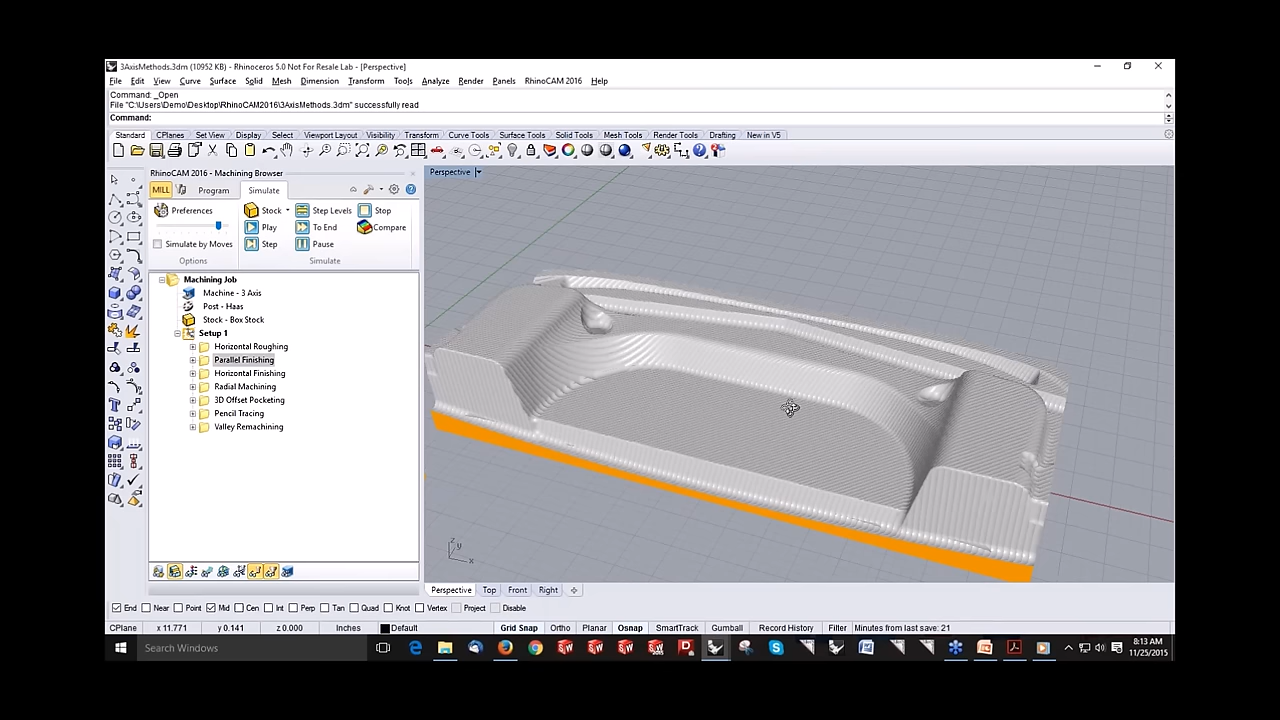 3AxisMethods.3dm (10952 KB) - Rhinoceros 5.0 Not For Resale Lab - [Perspective]
File Edit View Curve Surface Solid Mesh Dimension Transform Tools Analyze Render Panels RhinoCAM 2016 Help
Command: _Open
File "C:\Users\Demo\Desktop\RhinoCAM2016\3AxisMethods.3dm" successfully read
Command:
Standard CPlanes Set View Display Select Viewport Layout Visibility Transform Curve Tools Surface Tools Solid Tools Mesh Tools Render Tools Drafting New in V5
RhinoCAM 2016 - Machining Browser
Perspective
MILL Program Simulate
Preferences Stock Step Levels Stop
Play To End Compare
Simulate by Moves Step Pause
Options Simulate
Machining Job
Machine - 3 Axis
Post - Haas
Stock - Box Stock
Setup 1
Horizontal Roughing
Parallel Finishing
Horizontal Finishing
Radial Machining
3D Offset Pocketing
Pencil Tracing
Valley Remachining
z y x
Perspective Top Front Right
End Near Point Mid Cen Int Perp Tan Quad Knot Vertex Project Disable
CPlane x 11.771 y 0.141 z 0.000 Inches Default Grid Snap Ortho Planar Osnap SmartTrack Gumball Record History Filter Minutes from last save: 21
Search Windows
8:13 AM
11/25/2015